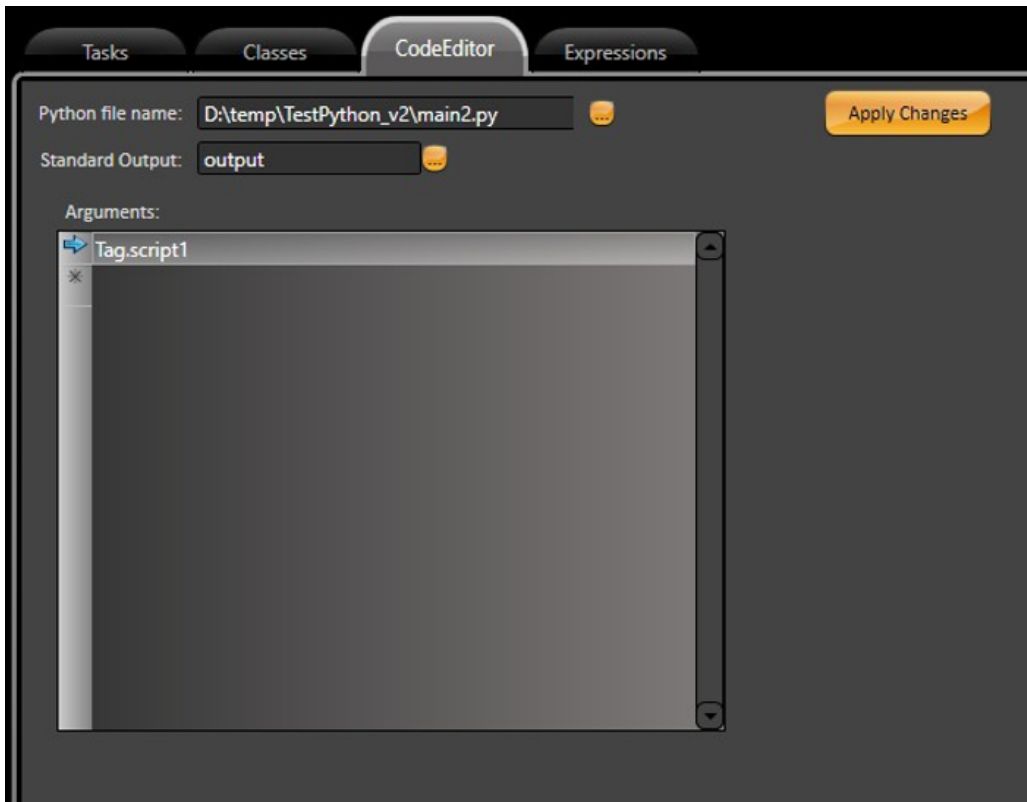 Tasks Classes CodeEditor Expressions
Python file name: D:\temp\TestPython_v2\main2.py ... Apply Changes
Standard Output: output ...
Arguments:
Tag.script1